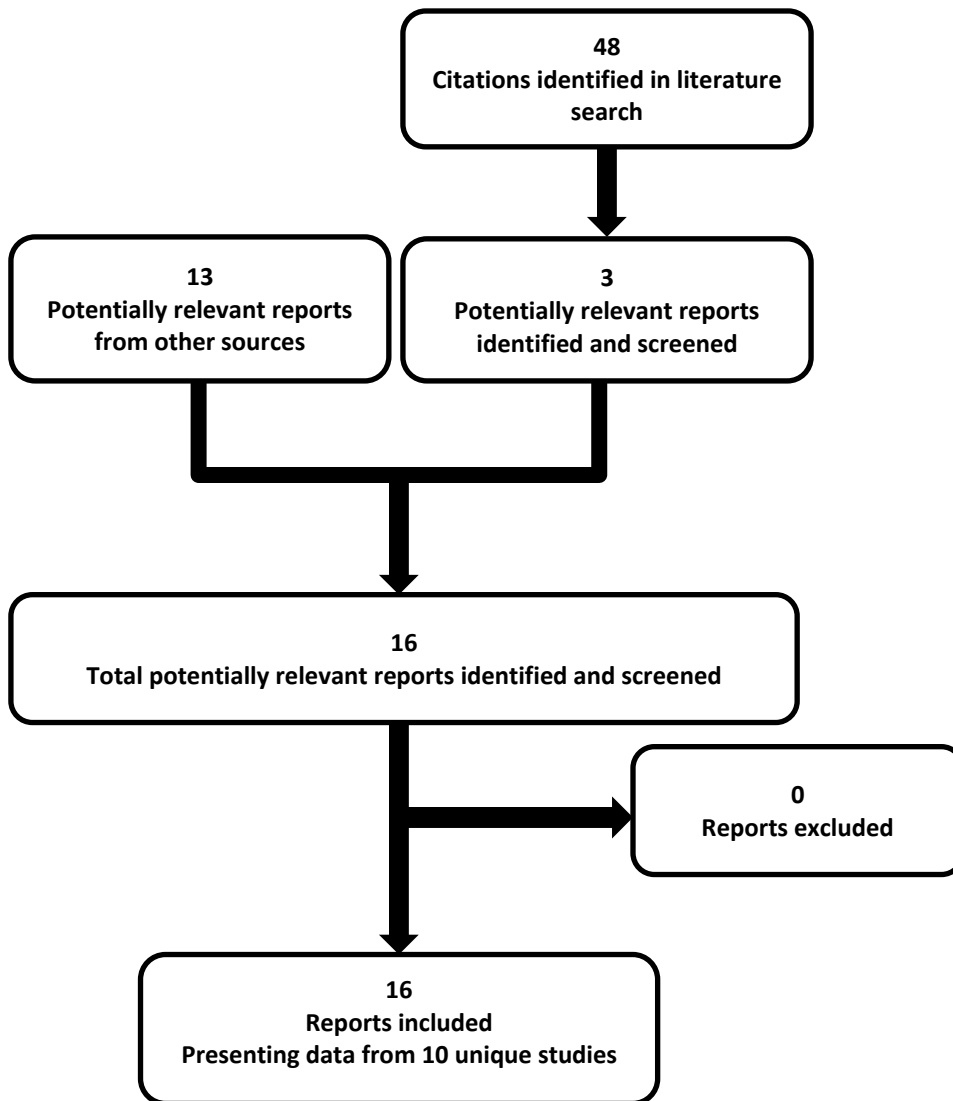 48
Citations identified in literature
search
13
Potentially relevant reports
from other sources
3
Potentially relevant reports
identified and screened
16
Total potentially relevant reports identified and screened
0
Reports excluded
16
Reports included
Presenting data from 10 unique studies